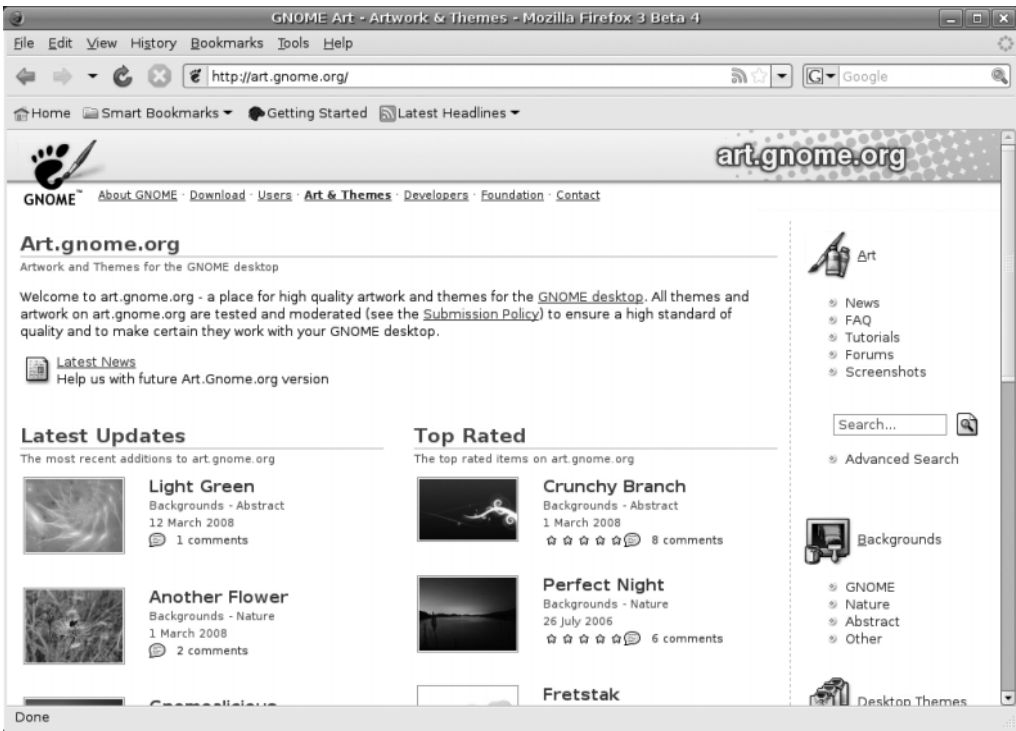 GNOME Art - Artwork & Themes - Mozilla Firefox 3 Beta 4
File Edit View History Bookmarks Tools Help
http://art.gnome.org/
G Google
Home Smart Bookmarks Getting Started Latest Headlines
art.gnome.org
GNOME™
About GNOME · Download · Users · Art & Themes · Developers · Foundation · Contact
Art.gnome.org
Artwork and Themes for the GNOME desktop
Welcome to art.gnome.org - a place for high quality artwork and themes for the GNOME desktop. All themes and
artwork on art.gnome.org are tested and moderated (see the Submission Policy) to ensure a high standard of
quality and to make certain they work with your GNOME desktop.
Latest News
Help us with future Art.Gnome.org version
Latest Updates
The most recent additions to art.gnome.org
Light Green
Backgrounds - Abstract
12 March 2008
1 comments
Another Flower
Backgrounds - Nature
1 March 2008
2 comments
Gnomealicious
Top Rated
The top rated items on art.gnome.org
Crunchy Branch
Backgrounds - Abstract
1 March 2008
8 comments
Perfect Night
Backgrounds - Nature
26 July 2006
6 comments
Fretstak
Art
News
FAQ
Tutorials
Forums
Screenshots
Search...
Advanced Search
Backgrounds
GNOME
Nature
Abstract
Other
Desktop Themes
Done